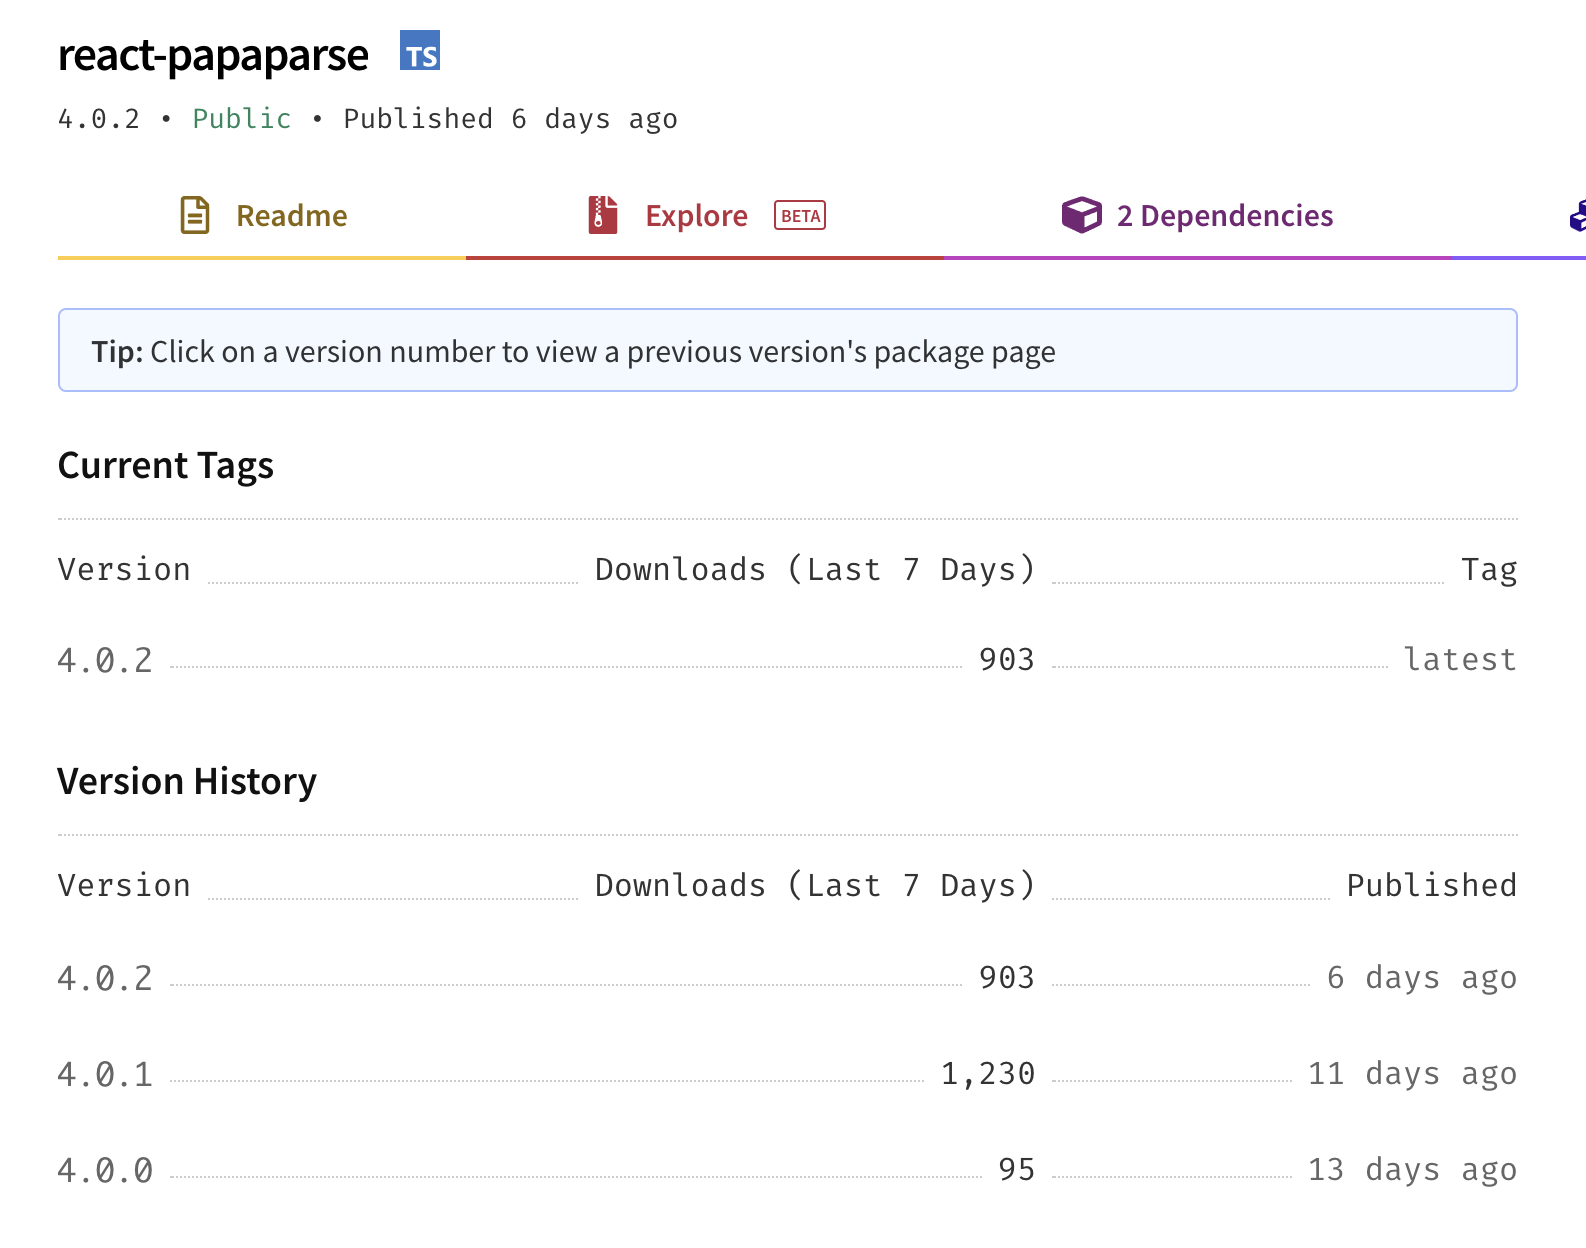 react-papaparse TS
4.0.2 • Public • Published 6 days ago
Readme Explore BETA 2 Dependencies
Tip: Click on a version number to view a previous version's package page
Current Tags
Version Downloads (Last 7 Days) Tag
4.0.2 903 latest
Version History
Version Downloads (Last 7 Days) Published
4.0.2 903 6 days ago
4.0.1 1,230 11 days ago
4.0.0 95 13 days ago